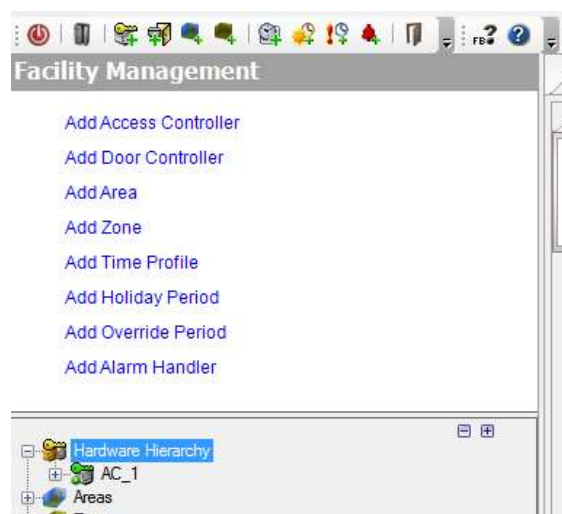 FB?
Facility Management
Add Access Controller
Add Door Controller
Add Area
Add Zone
Add Time Profile
Add Holiday Period
Add Override Period
Add Alarm Handler
Hardware Hierarchy
AC_1
Areas